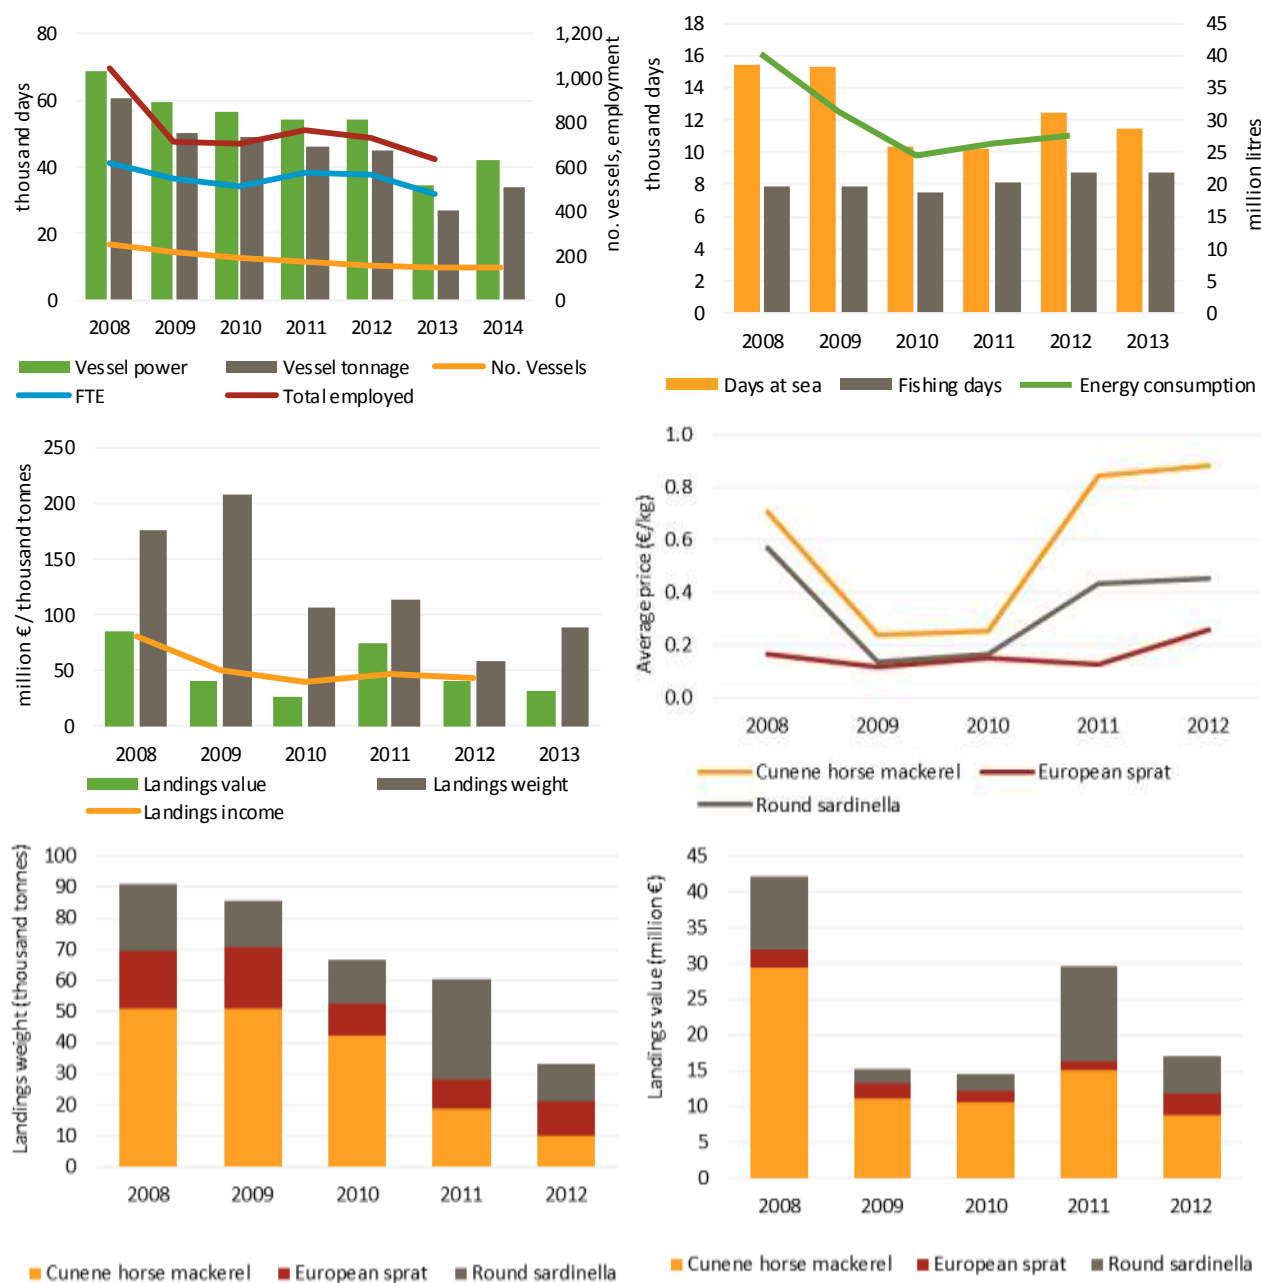 80
60
40
20
0
thousand days
1,200
1,000
800
600
400
200
0
no. vessels, employment
2008 2009 2010 2011 2012 2013 2014
Vessel power Vessel tonnage No. Vessels
FTE Total employed
18
16
14
12
10
8
6
4
2
0
thousand days
45
40
35
30
25
20
15
10
5
0
million litres
2008 2009 2010 2011 2012 2013
Days at sea Fishing days Energy consumption
250
200
150
100
50
0
million € / thousand tonnes
2008 2009 2010 2011 2012 2013
Landings value Landings weight
Landings income
1.0
0.8
0.6
0.4
0.2
0.0
Average price (€/kg)
2008 2009 2010 2011 2012
Cunene horse mackerel European sprat
Round sardinella
100
90
80
70
60
50
40
30
20
10
0
Landings weight (thousand tonnes)
2008 2009 2010 2011 2012
Cunene horse mackerel European sprat Round sardinella
45
40
35
30
25
20
15
10
5
0
Landings value (million €)
2008 2009 2010 2011 2012
Cunene horse mackerel European sprat Round sardinella